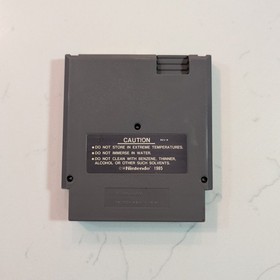 CAUTION
●DO NOT STORE IN EXTREME TEMPERATURES.
●DO NOT IMMERSE IN WATER.
●DO NOT CLEAN WITH BENZENE, THINNER,
ALCOHOL OR OTHER SUCH SOLVENTS.
Nintendo 1985